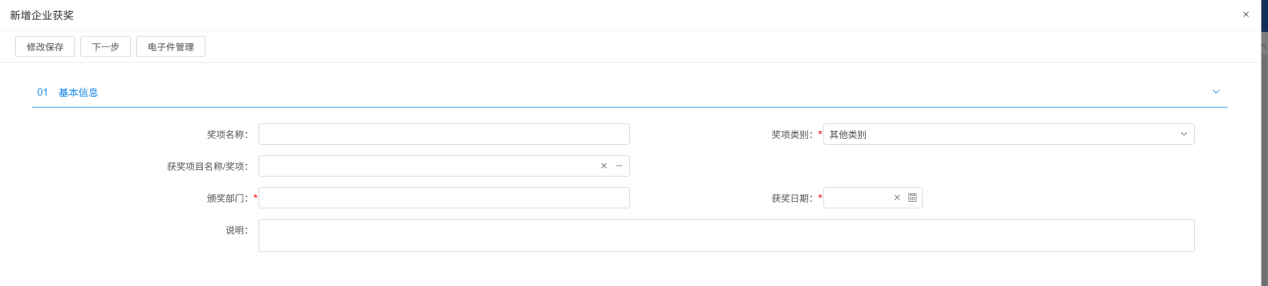 新增企业获奖
修改保存 下一步 电子件管理
01 基本信息
奖项名称： 奖项类别：* 其他类别
获奖项目名称/奖项：
颁奖部门：* 获奖日期：*
说明：